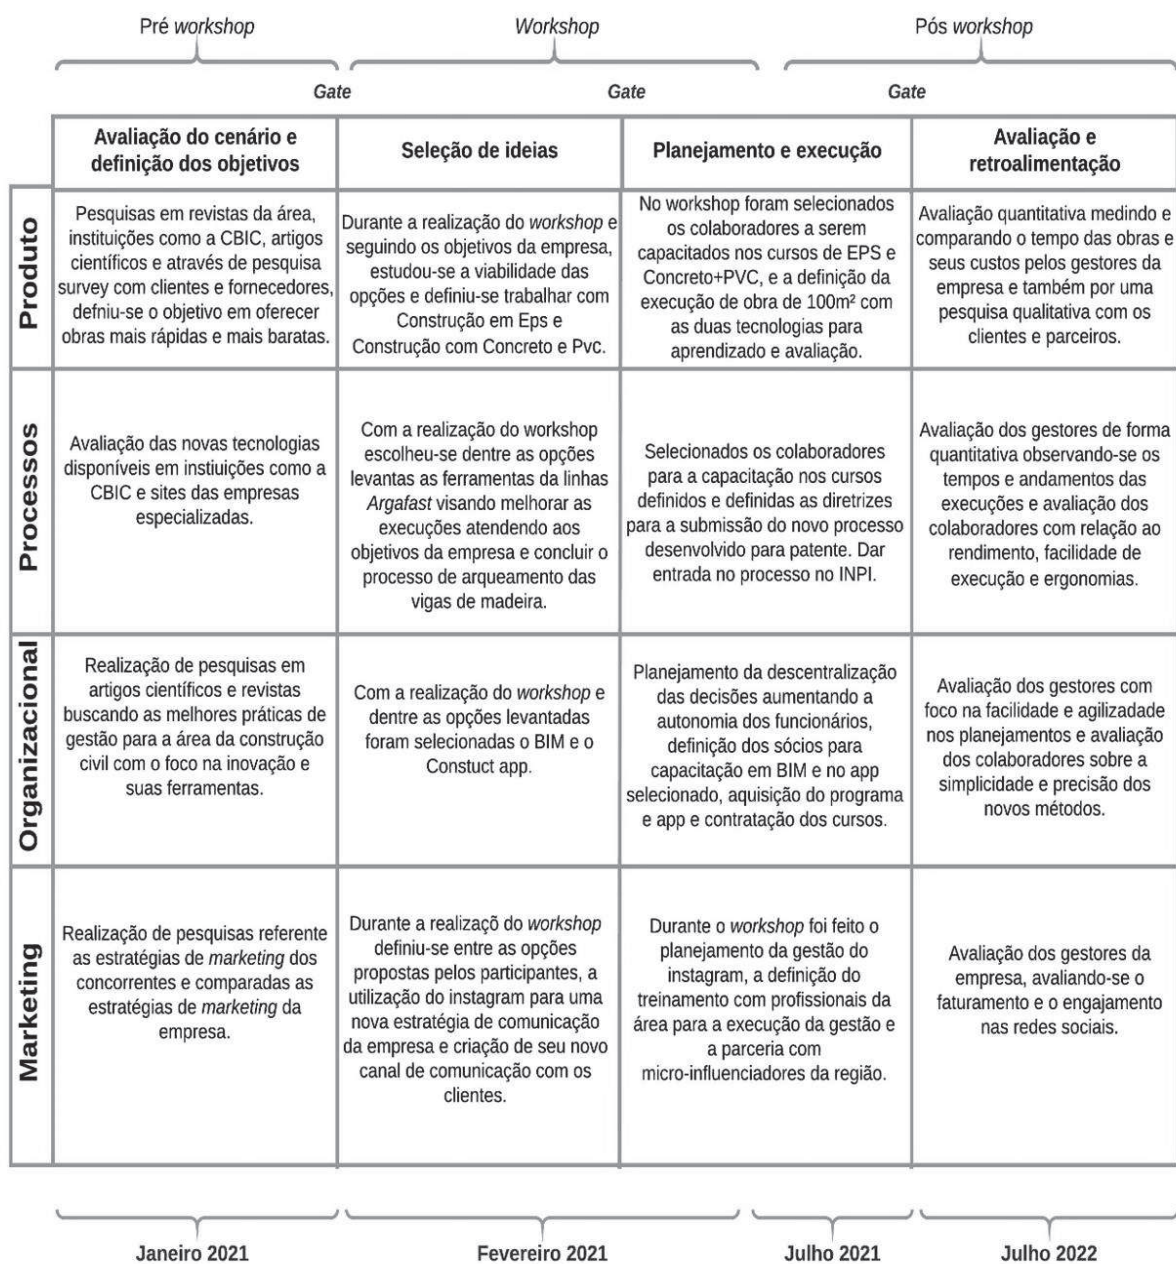 Pré workshop
Workshop
Pós workshop
Gate
Gate
Gate
Avaliação do cenário e
definição dos objetivos
Seleção de ideias
Planejamento e execução
Avaliação e
retroalimentação
Produto
Pesquisas em revistas da área,
instituições como a CBIC, artigos
científicos e através de pesquisa
survey com clientes e fornecedores,
defniu-se o objetivo em oferecer
obras mais rápidas e mais baratas.
Durante a realização do workshop e
seguindo os objetivos da empresa,
estudou-se a viabilidade das
opções e definiu-se trabalhar com
Construção em Eps e
Construção com Concreto e Pvc.
No workshop foram selecionados
os colaboradores a serem
capacitados nos cursos de EPS e
Concreto+PVC, e a definição da
execução de obra de 100m² com
as duas tecnologias para
aprendizado e avaliação.
Avaliação quantitativa medindo e
comparando o tempo das obras e
seus custos pelos gestores da
empresa e também por uma
pesquisa qualitativa com os
clientes e parceiros.
Processos
Avaliação das novas tecnologias
disponíveis em instiuições como a
CBIC e sites das empresas
especializadas.
Com a realização do workshop
escolheu-se dentre as opções
levantas as ferramentas da linhas
Argafast visando melhorar as
execuções atendendo aos
objetivos da empresa e concluir o
processo de arqueamento das
vigas de madeira.
Selecionados os colaboradores
para a capacitação nos cursos
definidos e definidas as diretrizes
para a submissão do novo processo
desenvolvido para patente. Dar
entrada no processo no INPI.
Avaliação dos gestores de forma
quantitativa observando-se os
tempos e andamentos das
execuções e avaliação dos
colaboradores com relação ao
rendimento, facilidade de
execução e ergonomias.
Organizacional
Realização de pesquisas em
artigos científicos e revistas
buscando as melhores práticas de
gestão para a área da construção
civil com o foco na inovação e
suas ferramentas.
Com a realização do workshop e
dentre as opções levantadas
foram selecionadas o BIM e o
Constuct app.
Planejamento da descentralização
das decisões aumentando a
autonomia dos funcionários,
definição dos sócios para
capacitação em BIM e no app
selecionado, aquisição do programa
e app e contratação dos cursos.
Avaliação dos gestores com
foco na facilidade e agilizadade
nos planejamentos e avaliação
dos colaboradores sobre a
simplicidade e precisão dos
novos métodos.
Marketing
Realização de pesquisas referente
as estratégias de marketing dos
concorrentes e comparadas as
estratégias de marketing da
empresa.
Durante a realizaçõ do workshop
definiu-se entre as opções
propostas pelos participantes, a
utilização do instagram para uma
nova estratégia de comunicação
da empresa e criação de seu novo
canal de comunicação com os
clientes.
Durante o workshop foi feito o
planejamento da gestão do
instagram, a definição do
treinamento com profissionais da
área para a execução da gestão e
a parceria com
micro-influenciadores da região.
Avaliação dos gestores da
empresa, avaliando-se o
faturamento e o engajamento
nas redes sociais.
Janeiro 2021
Fevereiro 2021
Julho 2021
Julho 2022